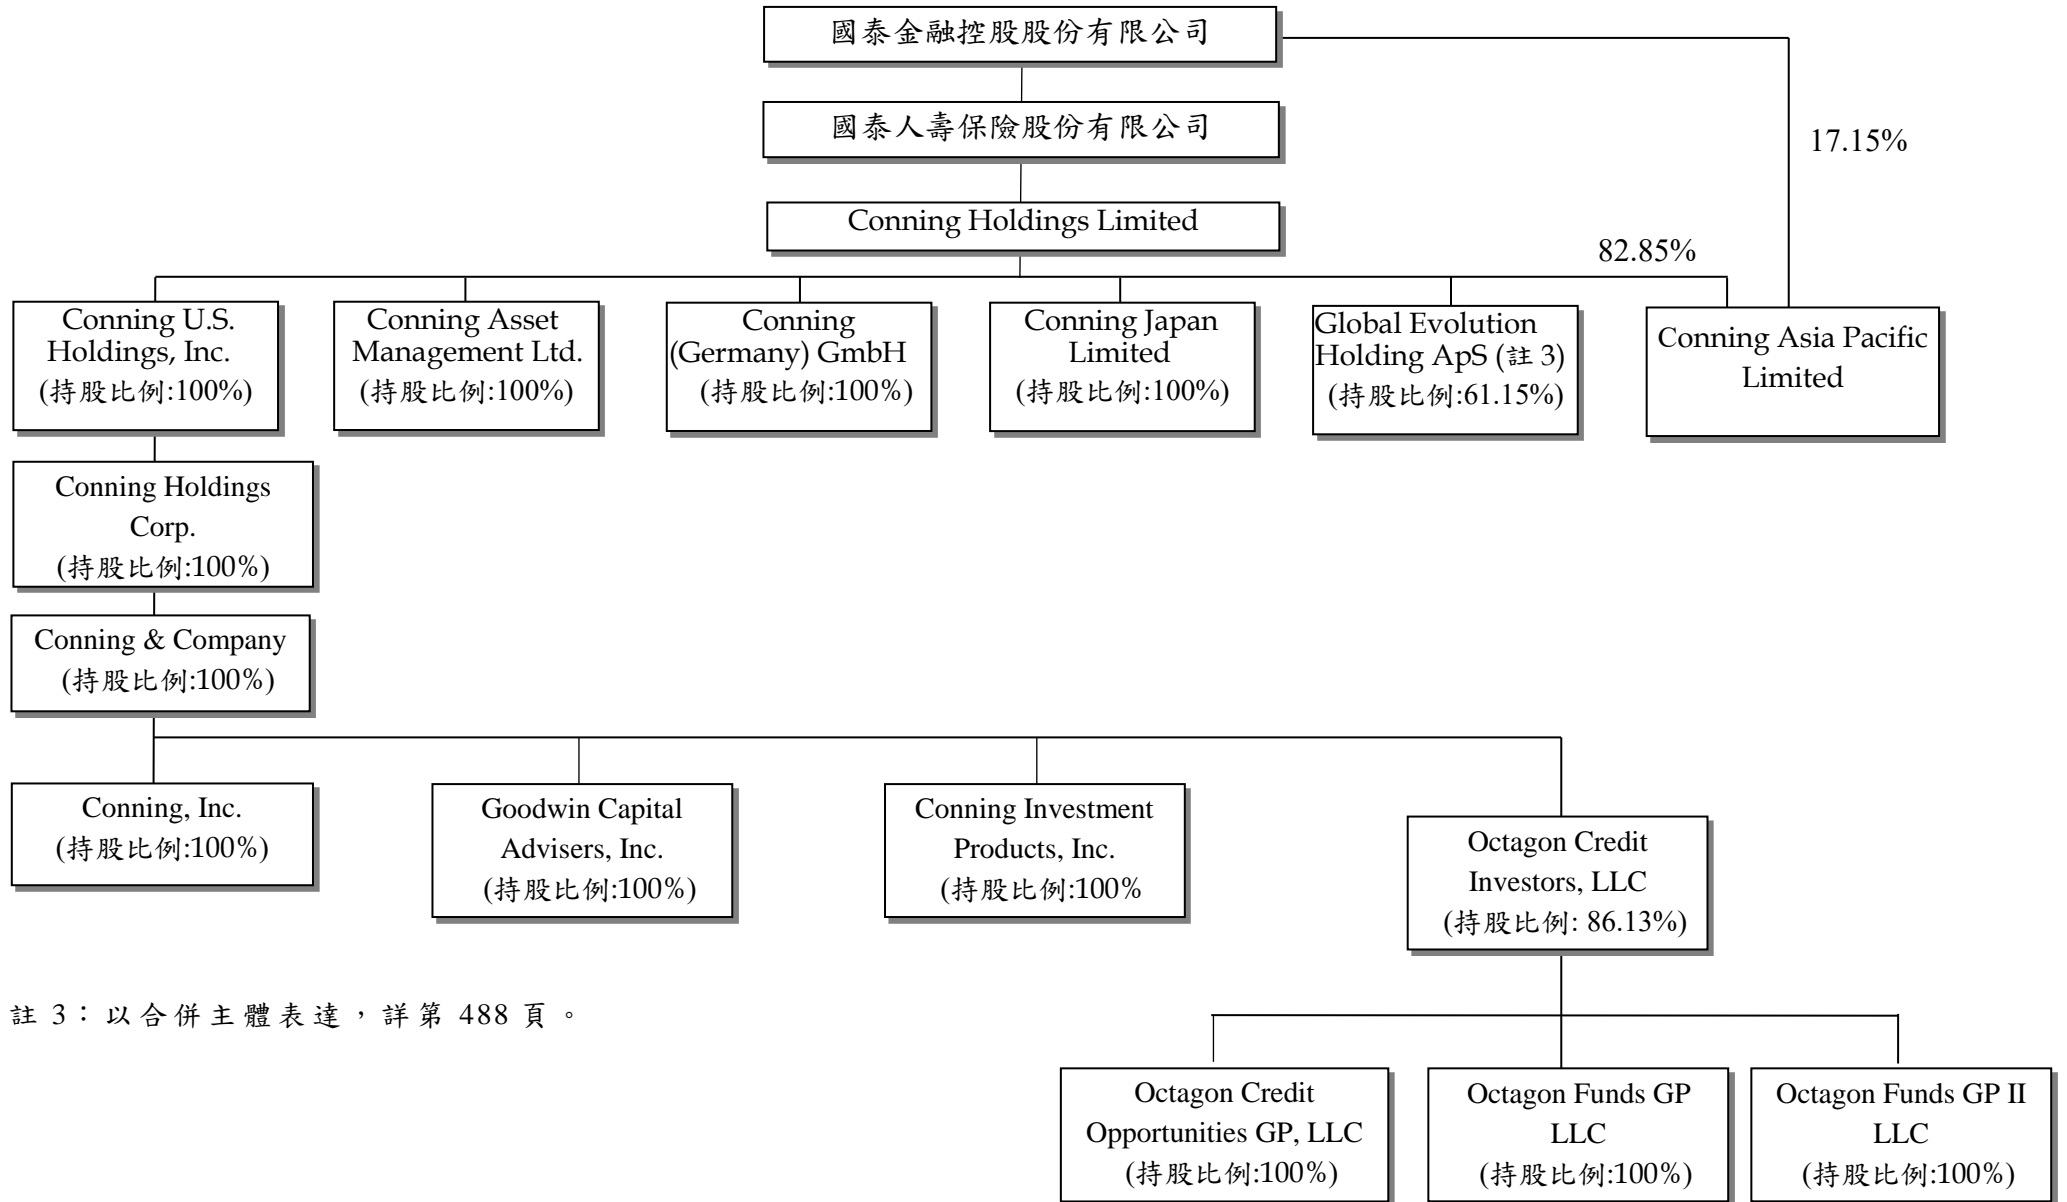 國泰金融控股股份有限公司
國泰人壽保險股份有限公司
17.15%
Conning Holdings Limited
82.85%
Conning U.S.
Holdings, Inc.
(持股比例:100%)
Conning Asset
Management Ltd.
(持股比例:100%)
Conning
(Germany) GmbH
(持股比例:100%)
Conning Japan
Limited
(持股比例:100%)
Global Evolution
Holding ApS (註 3)
(持股比例:61.15%)
Conning Asia Pacific
Limited
Conning Holdings
Corp.
(持股比例:100%)
Conning & Company
(持股比例:100%)
Conning, Inc.
(持股比例:100%)
Goodwin Capital
Advisers, Inc.
(持股比例:100%)
Conning Investment
Products, Inc.
(持股比例:100%
Octagon Credit
Investors, LLC
(持股比例: 86.13%)
註 3：以合併主體表達，詳第 488 頁。
Octagon Credit
Opportunities GP, LLC
(持股比例:100%)
Octagon Funds GP
LLC
(持股比例:100%)
Octagon Funds GP II
LLC
(持股比例:100%)